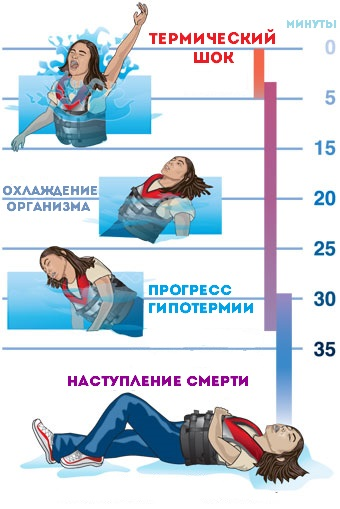 МИНУТЫ
ТЕРМИЧЕСКИЙ
ШОК
0
5
15
ОХЛАЖДЕНИЕ
ОРГАНИЗМА
20
25
ПРОГРЕСС
ГИПОТЕРМИИ
30
35
НАСТУПЛЕНИЕ СМЕРТИ